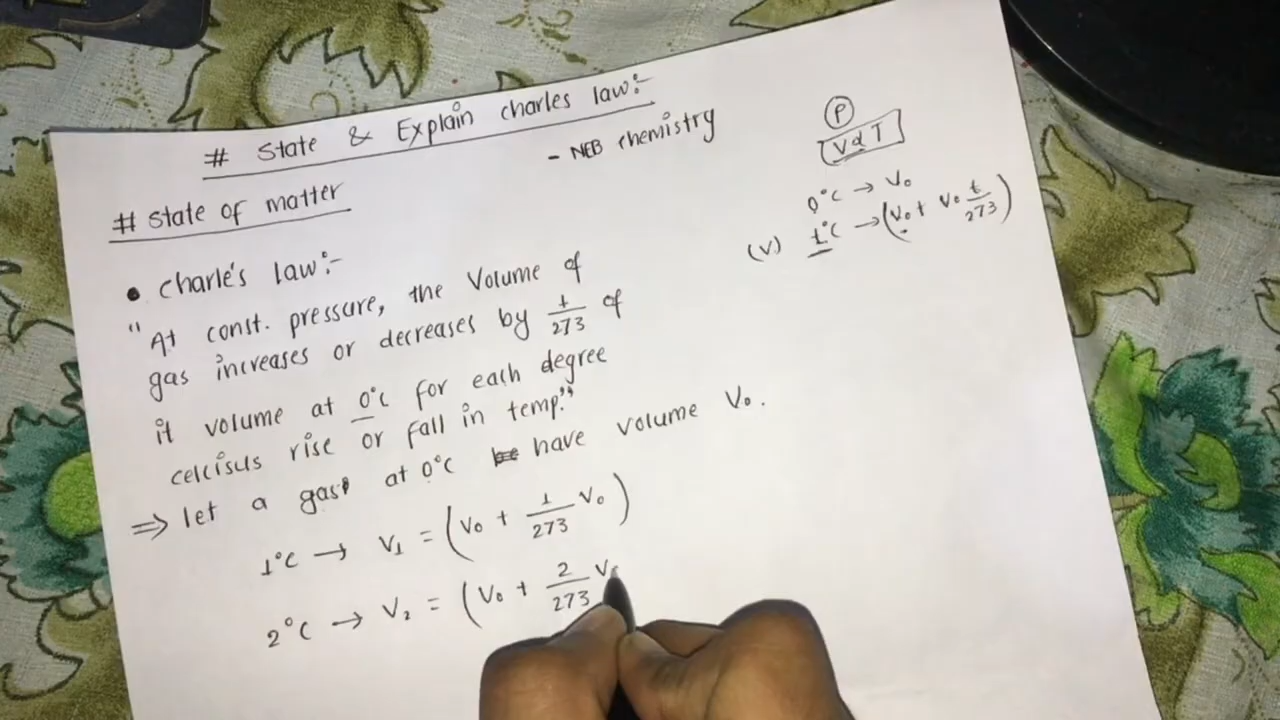 # State & Explain charles law:-
- NEB chemistry
# State of matter
• Charle's law:-
"At const. pressure, the Volume of
gas increases or decreases by 1/273 of
it volume at 0°C for each degree
celcisus rise or fall in temp."
⇒ let a gas at 0°C have volume V₀.
1°C → V₁ = (V₀ + 1/273 V₀)
2°C → V₂ = (V₀ + 2/273 V₀
(P)
V α T
0°C → V₀
(V) t°C → (V₀ + V₀ t/273)